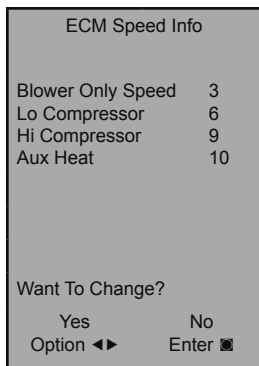 ECM Speed Info
Blower Only Speed 3
Lo Compressor 6
Hi Compressor 9
Aux Heat 10
Want To Change?
Yes No
Option ◀▶ Enter ◙